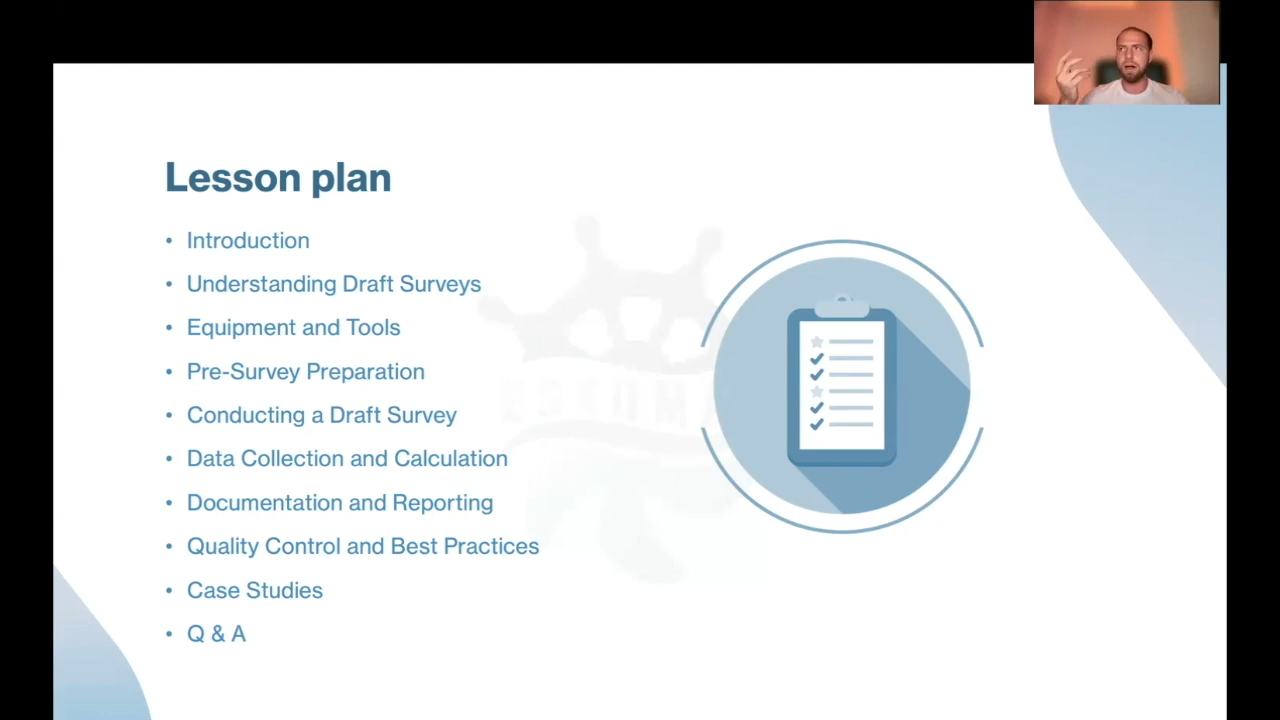 Lesson plan
• Introduction
• Understanding Draft Surveys
• Equipment and Tools
• Pre-Survey Preparation
• Conducting a Draft Survey
• Data Collection and Calculation
• Documentation and Reporting
• Quality Control and Best Practices
• Case Studies
• Q & A